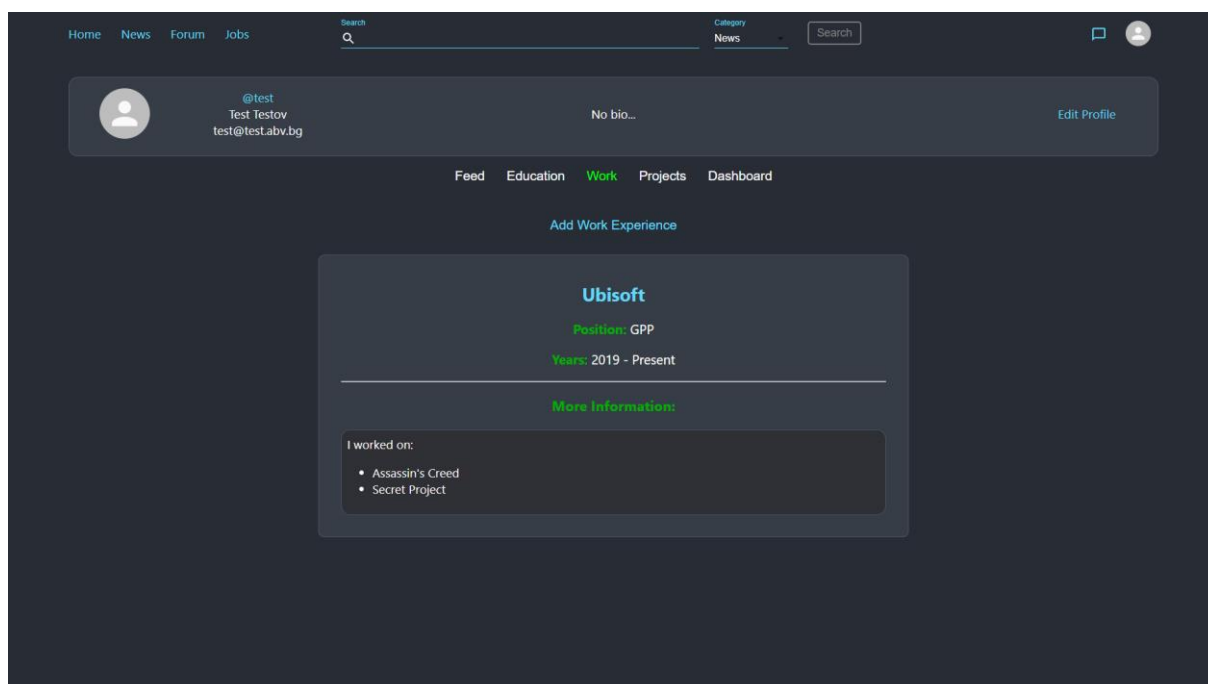 Home News Forum Jobs
Search
Category
News
Search
@test
Test Testov
test@test.abv.bg
No bio...
Edit Profile
Feed Education Work Projects Dashboard
Add Work Experience
Ubisoft
Position: GPP
Years: 2019 - Present
More Information:
I worked on:
• Assassin's Creed
• Secret Project